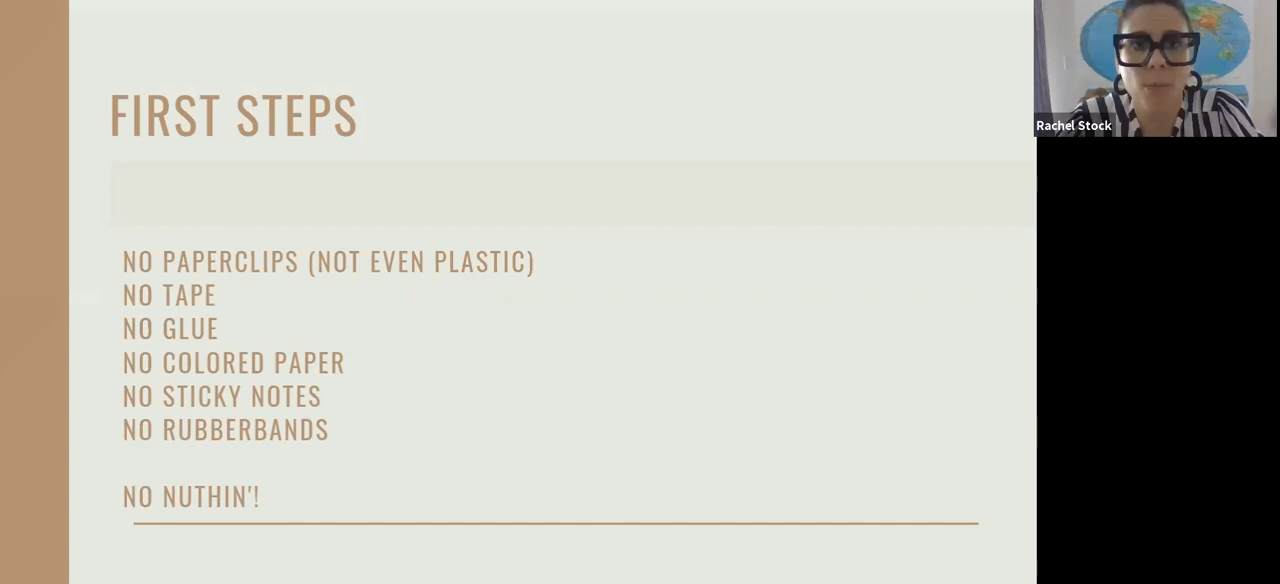 FIRST STEPS
Rachel Stock
NO PAPERCLIPS (NOT EVEN PLASTIC)
NO TAPE
NO GLUE
NO COLORED PAPER
NO STICKY NOTES
NO RUBBERBANDS
NO NUTHIN'!